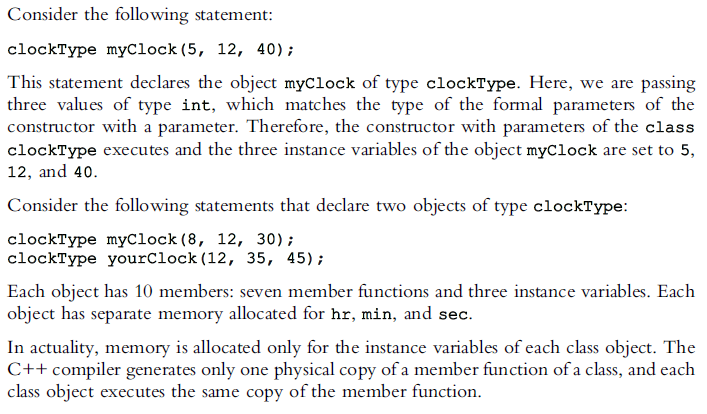 Consider the following statement:
clockType myClock(5, 12, 40);
This statement declares the object myClock of type clockType. Here, we are passing
three values of type int, which matches the type of the formal parameters of the
constructor with a parameter. Therefore, the constructor with parameters of the class
clockType executes and the three instance variables of the object myClock are set to 5,
12, and 40.
Consider the following statements that declare two objects of type clockType:
clockType myClock(8, 12, 30);
clockType yourClock(12, 35, 45);
Each object has 10 members: seven member functions and three instance variables. Each
object has separate memory allocated for hr, min, and sec.
In actuality, memory is allocated only for the instance variables of each class object. The
C++ compiler generates only one physical copy of a member function of a class, and each
class object executes the same copy of the member function.